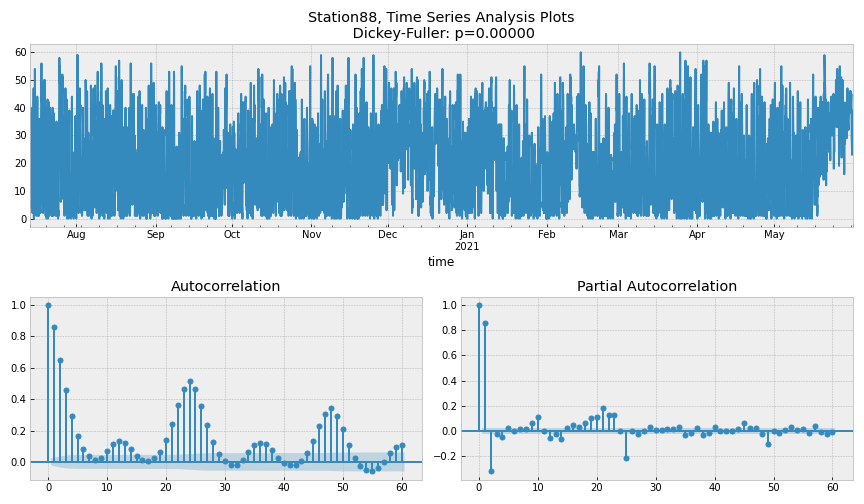 Station88, Time Series Analysis Plots
Dickey-Fuller: p=0.00000
60
50
40
30
20
10
0
Aug Sep Oct Nov Dec Jan Feb Mar Apr May
2021
time
Autocorrelation
1.0
0.8
0.6
0.4
0.2
0.0
0 10 20 30 40 50 60
Partial Autocorrelation
1.0
0.8
0.6
0.4
0.2
0.0
−0.2
0 10 20 30 40 50 60